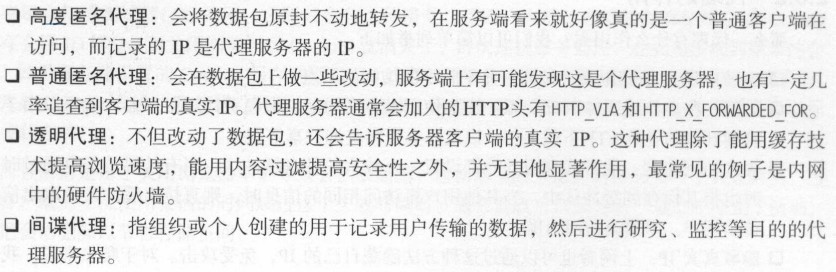 ❑ 高度匿名代理：会将数据包原封不动地转发，在服务端看来就好像真的是一个普通客户端在
访问，而记录的 IP 是代理服务器的 IP。
❑ 普通匿名代理：会在数据包上做一些改动，服务端上有可能发现这是个代理服务器，也有一定几
率追查到客户端的真实 IP。代理服务器通常会加入的 HTTP 头有 HTTP_VIA 和 HTTP_X_FORWARDED_FOR。
❑ 透明代理：不但改动了数据包，还会告诉服务器客户端的真实 IP。这种代理除了能用缓存技
术提高浏览速度，能用内容过滤提高安全性之外，并无其他显著作用，最常见的例子是内网
中的硬件防火墙。
❑ 间谍代理：指组织或个人创建的用于记录用户传输的数据，然后进行研究、监控等目的的代
理服务器。